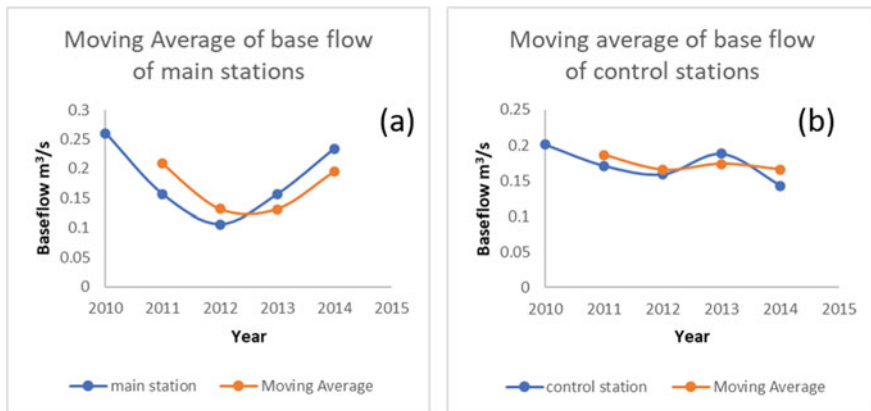 Moving Average of base flow
of main stations
(a)
0.3
0.25
0.2
0.15
0.1
0.05
0
Baseflow m³/s
2010 2011 2012 2013 2014 2015
Year
main station Moving Average
Moving average of base flow
of control stations
(b)
0.25
0.2
0.15
0.1
0.05
0
Baseflow m³/s
2010 2011 2012 2013 2014 2015
Year
control station Moving Average